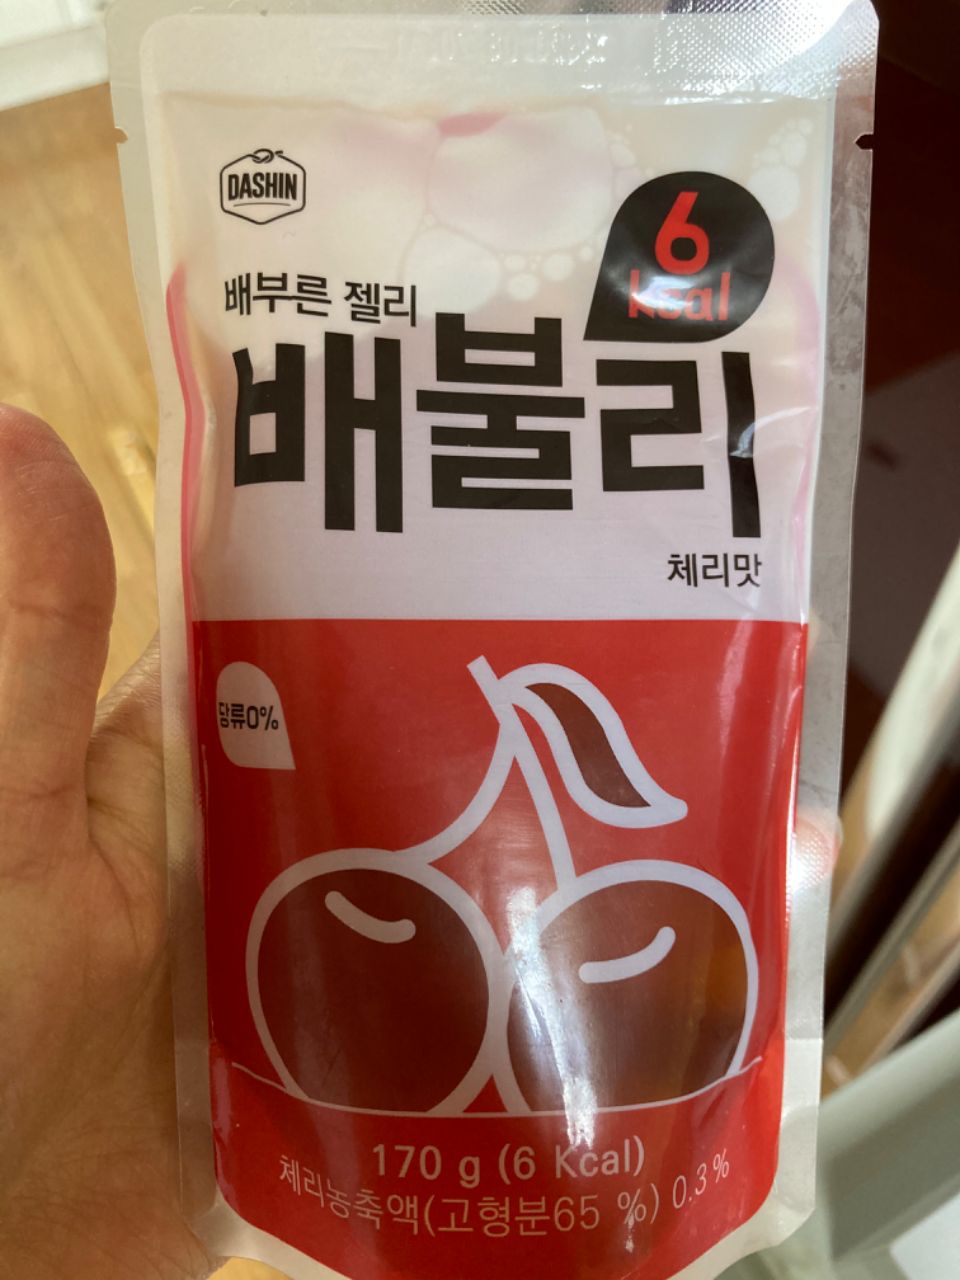 DASHIN
6
kcal
배부른 젤리
배불리
체리맛
당류0%
170 g (6 Kcal)
체리농축액(고형분65 %) 0.3%